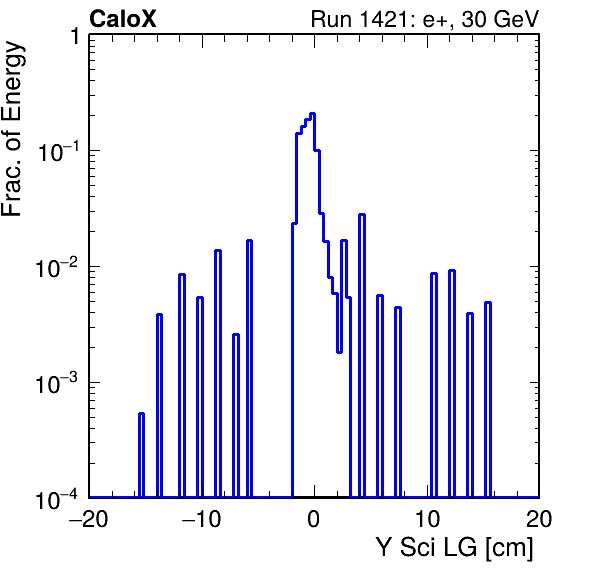 CaloX Run 1421: e+, 30 GeV
Frac. of Energy
1
10⁻¹
10⁻²
10⁻³
10⁻⁴
−20 −10 0 10 20
Y Sci LG [cm]